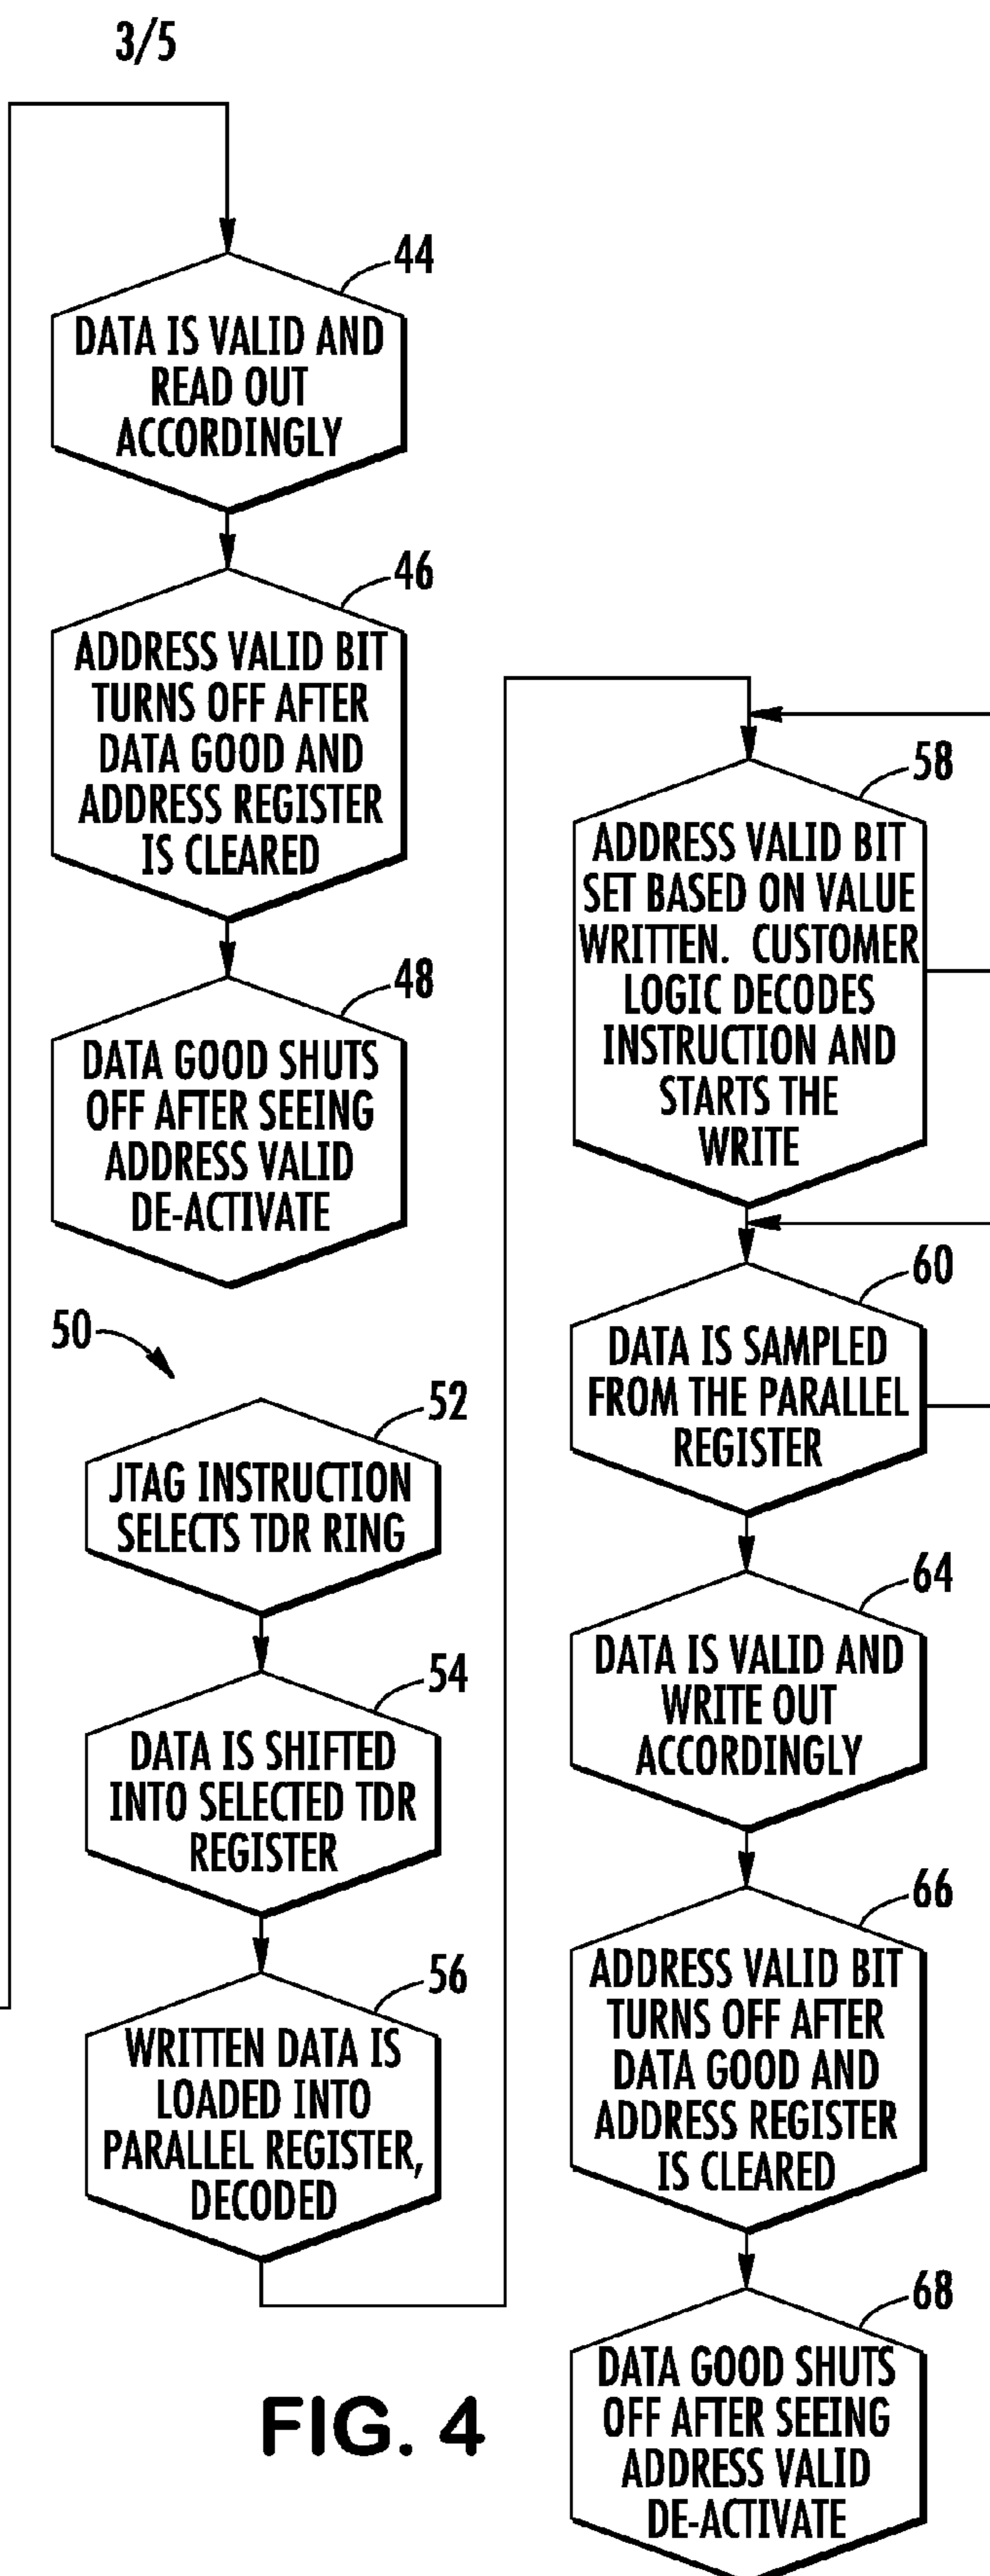 3/5
44
DATA IS VALID AND
READ OUT
ACCORDINGLY
46
ADDRESS VALID BIT
TURNS OFF AFTER
DATA GOOD AND
ADDRESS REGISTER
IS CLEARED
48
DATA GOOD SHUTS
OFF AFTER SEEING
ADDRESS VALID
DE-ACTIVATE
50
52
JTAG INSTRUCTION
SELECTS TDR RING
54
DATA IS SHIFTED
INTO SELECTED TDR
REGISTER
56
WRITTEN DATA IS
LOADED INTO
PARALLEL REGISTER,
DECODED
58
ADDRESS VALID BIT
SET BASED ON VALUE
WRITTEN. CUSTOMER
LOGIC DECODES
INSTRUCTION AND
STARTS THE
WRITE
60
DATA IS SAMPLED
FROM THE PARALLEL
REGISTER
64
DATA IS VALID AND
WRITE OUT
ACCORDINGLY
66
ADDRESS VALID BIT
TURNS OFF AFTER
DATA GOOD AND
ADDRESS REGISTER
IS CLEARED
68
DATA GOOD SHUTS
OFF AFTER SEEING
ADDRESS VALID
DE-ACTIVATE
FIG. 4